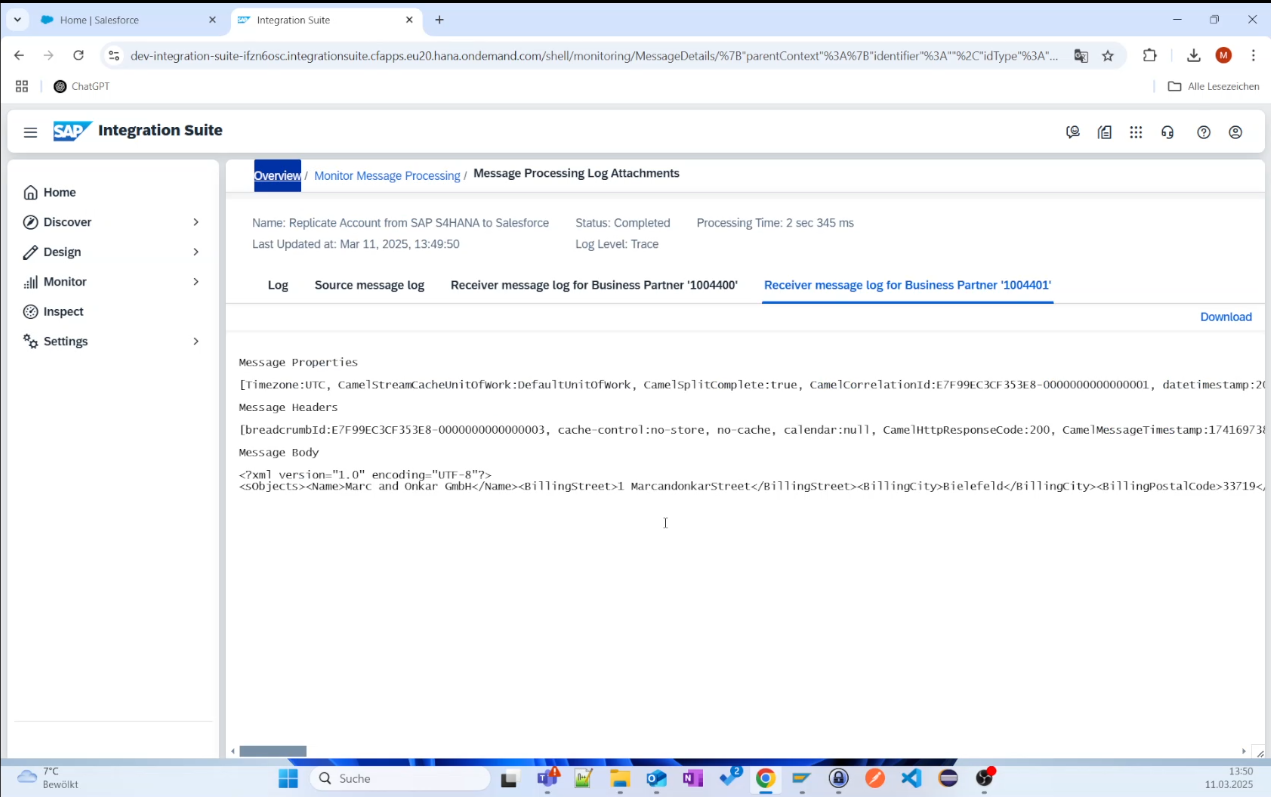 Home | Salesforce
Integration Suite
dev-integration-suite-ifzn6osc.integrationsuite.cfapps.eu20.hana.ondemand.com/shell/monitoring/MessageDetails/%7B"parentContext"%3A%7B"identifier"%3A""%2C"idType"%3A"...
M
ChatGPT
Alle Lesezeichen
SAP Integration Suite
Home
Discover
Design
Monitor
Inspect
Settings
Overview / Monitor Message Processing / Message Processing Log Attachments
Name: Replicate Account from SAP S4HANA to Salesforce Status: Completed Processing Time: 2 sec 345 ms
Last Updated at: Mar 11, 2025, 13:49:50 Log Level: Trace
Log Source message log Receiver message log for Business Partner '1004400' Receiver message log for Business Partner '1004401'
Download
Message Properties
[Timezone:UTC, CamelStreamCacheUnitOfWork:DefaultUnitOfWork, CamelSplitComplete:true, CamelCorrelationId:E7F99EC3CF353E8-0000000000000001, datetimestamp:20
Message Headers
[breadcrumbId:E7F99EC3CF353E8-0000000000000003, cache-control:no-store, no-cache, calendar:null, CamelHttpResponseCode:200, CamelMessageTimestamp:174169738
Message Body
<?xml version="1.0" encoding="UTF-8"?>
<sObjects><Name>Marc and Onkar GmbH</Name><BillingStreet>1 MarcandonkarStreet</BillingStreet><BillingCity>Bielefeld</BillingCity><BillingPostalCode>33719</
7°C
Bewölkt
Suche
2
13:50
11.03.2025